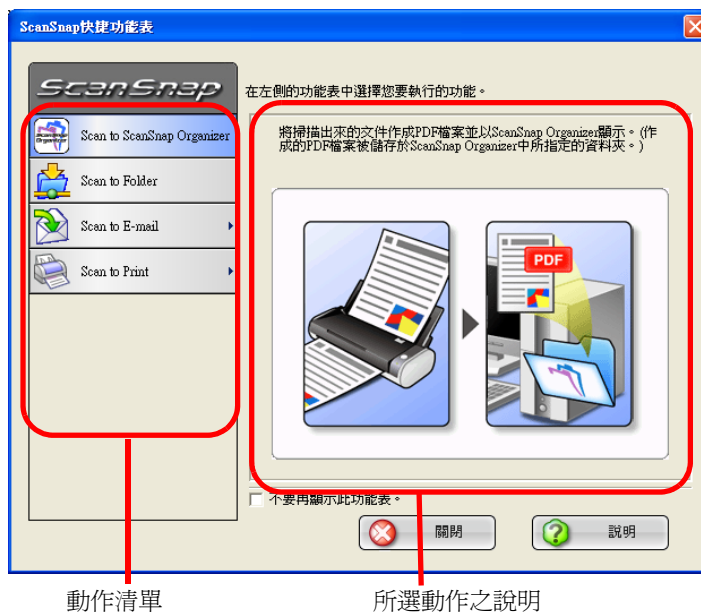 ScanSnap快捷功能表
ScanSnap
在左側的功能表中選擇您要執行的功能。
Scan to ScanSnap Organizer
Scan to Folder
Scan to E-mail
Scan to Print
將掃描出來的文件作成PDF檔案並以ScanSnap Organizer顯示。(作
成的PDF檔案被儲存於ScanSnap Organizer中所指定的資料夾。)
PDF
不要再顯示此功能表。
關閉
說明
動作清單
所選動作之說明